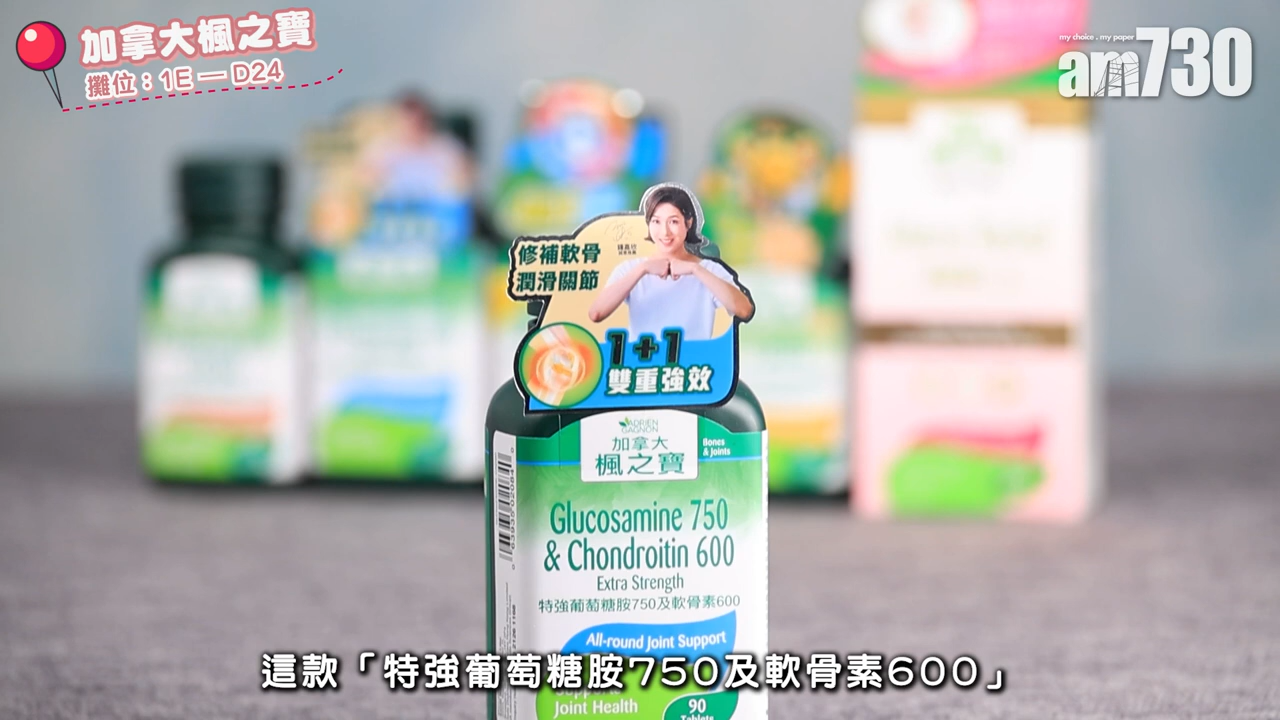 加拿大楓之寶
攤位：1E — D24
my choice . my paper
am730
修補軟骨
潤滑關節
1+1
雙重強效
ADRIEN
GAGNON
加拿大
楓之寶
Bones
& Joints
Glucosamine 750
& Chondroitin 600
Extra Strength
特強葡萄糖胺750及軟骨素600
All-round Joint Support
Joint Health
90
Tablets
這款「特強葡萄糖胺750及軟骨素600」